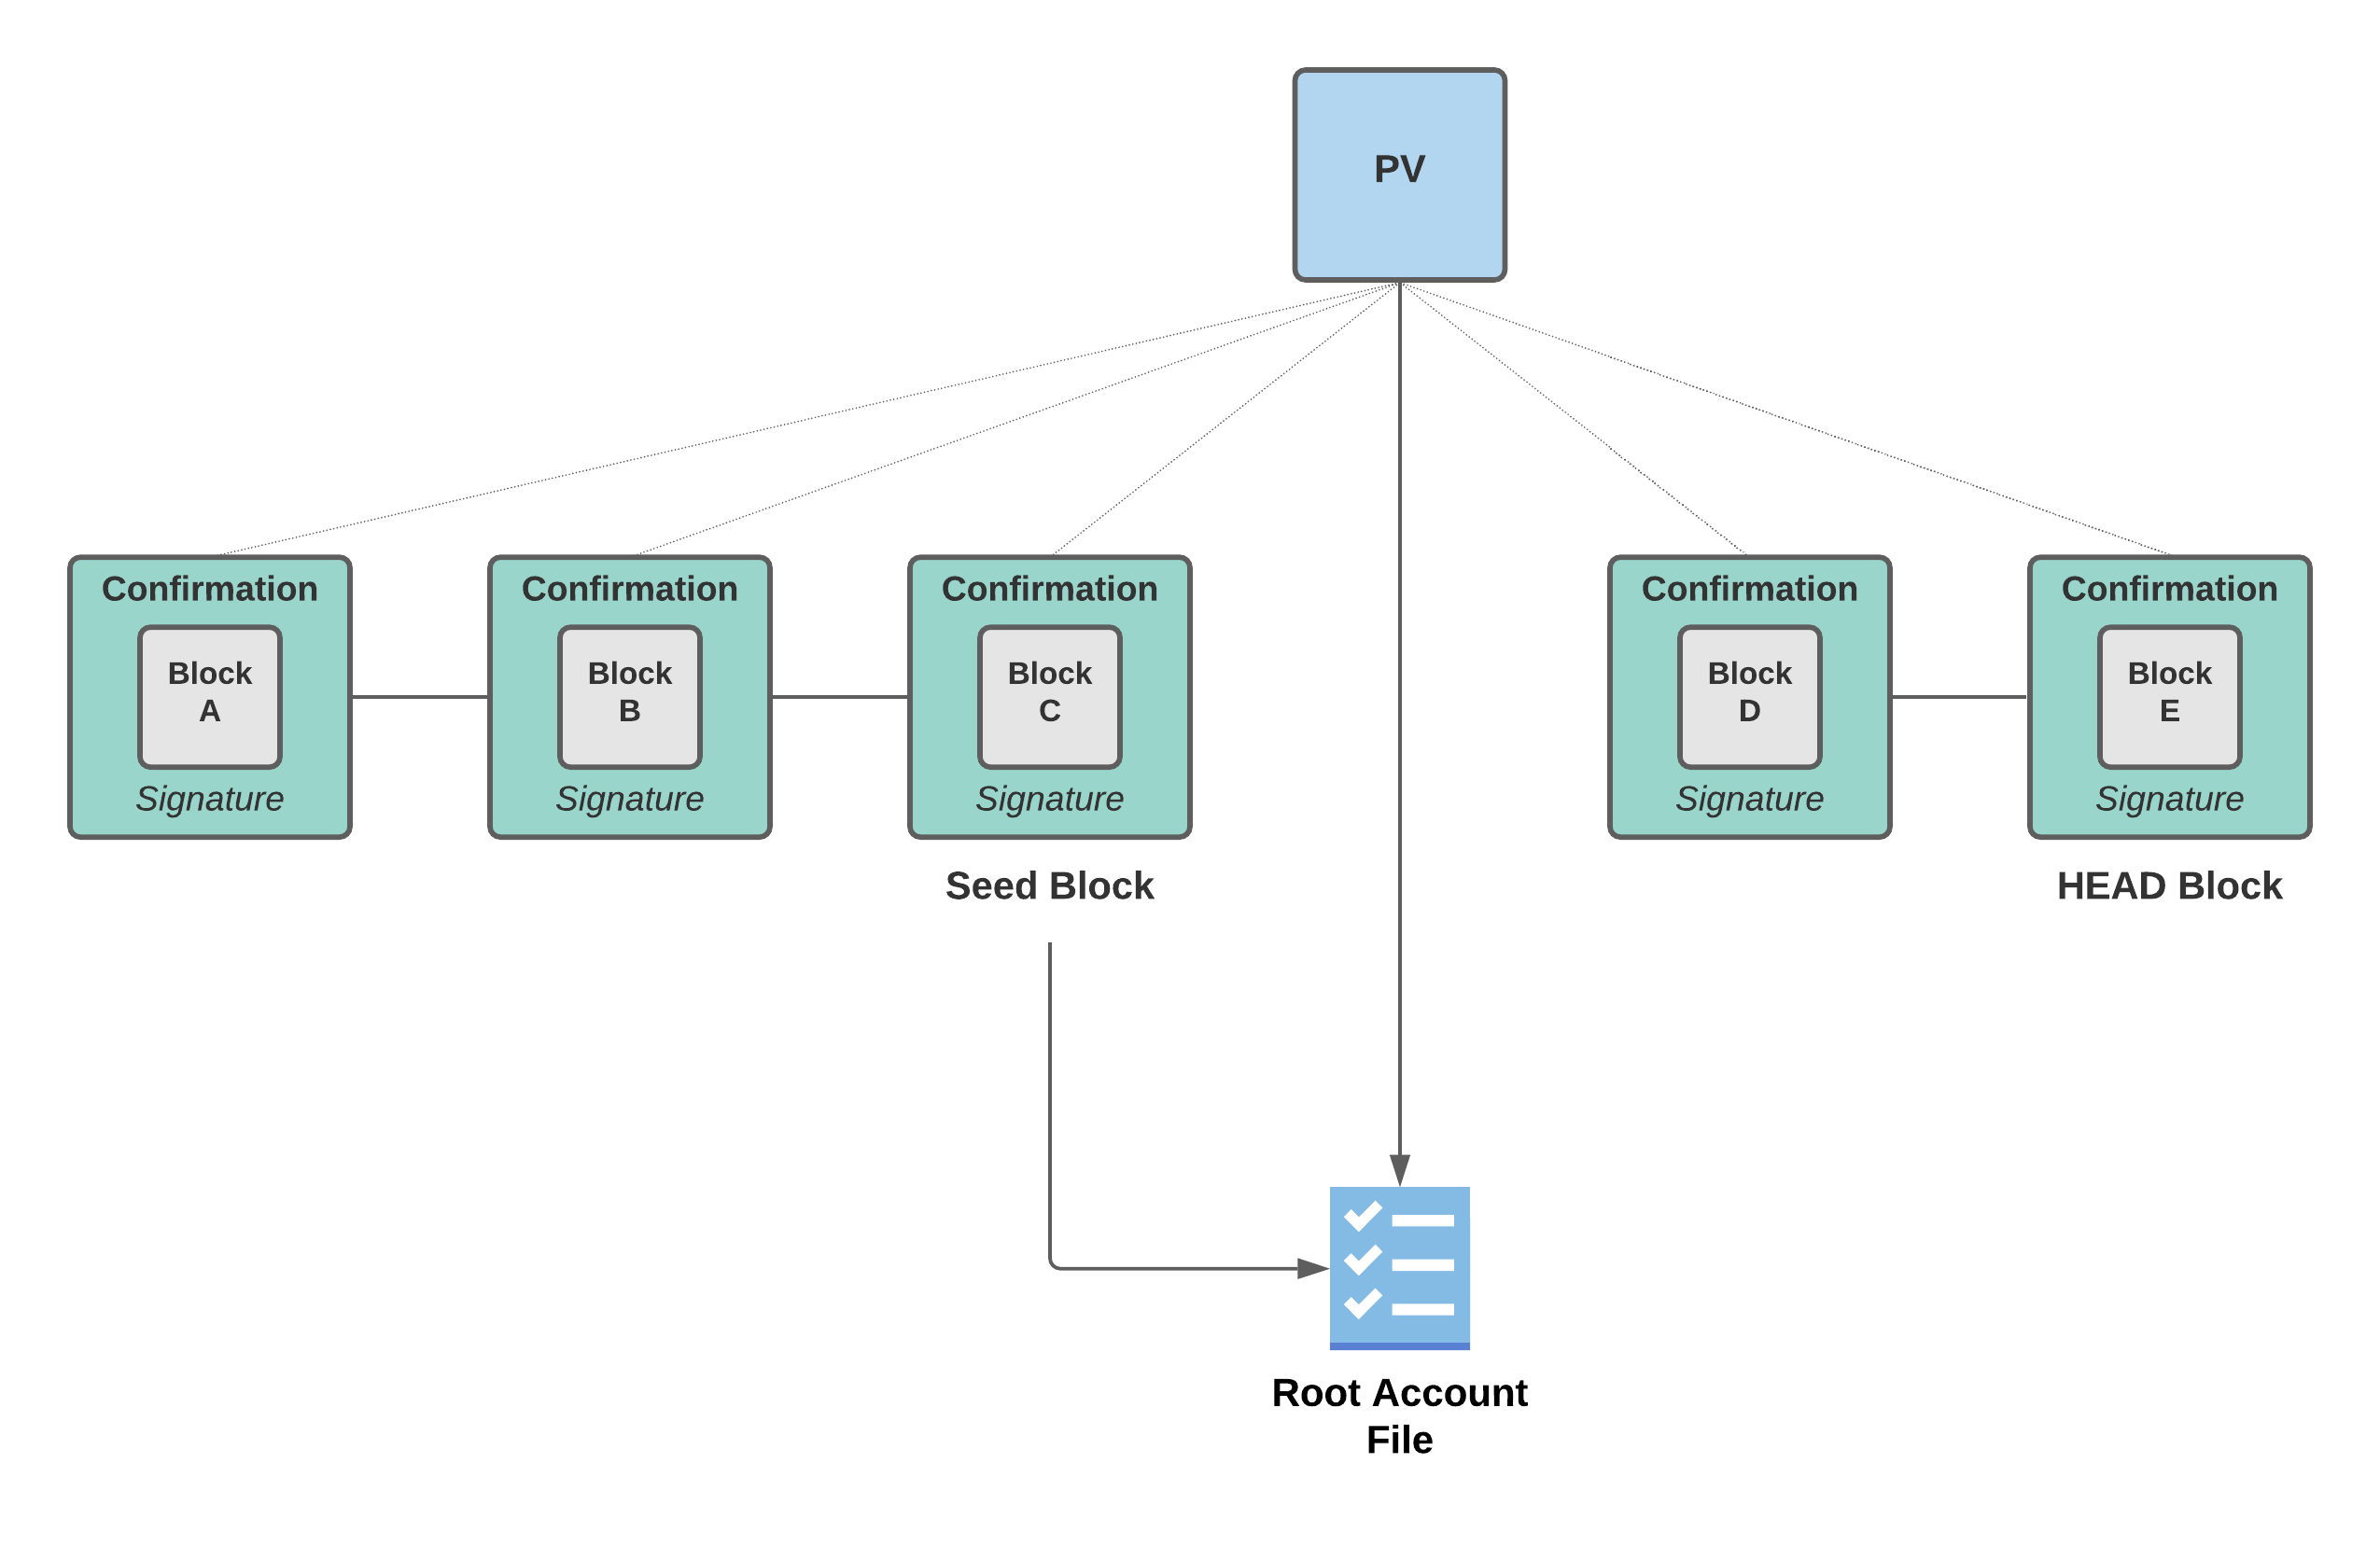 PV
Confirmation
Block
A
Signature
Confirmation
Block
B
Signature
Confirmation
Block
C
Signature
Seed Block
Confirmation
Block
D
Signature
Confirmation
Block
E
Signature
HEAD Block
Root Account
File